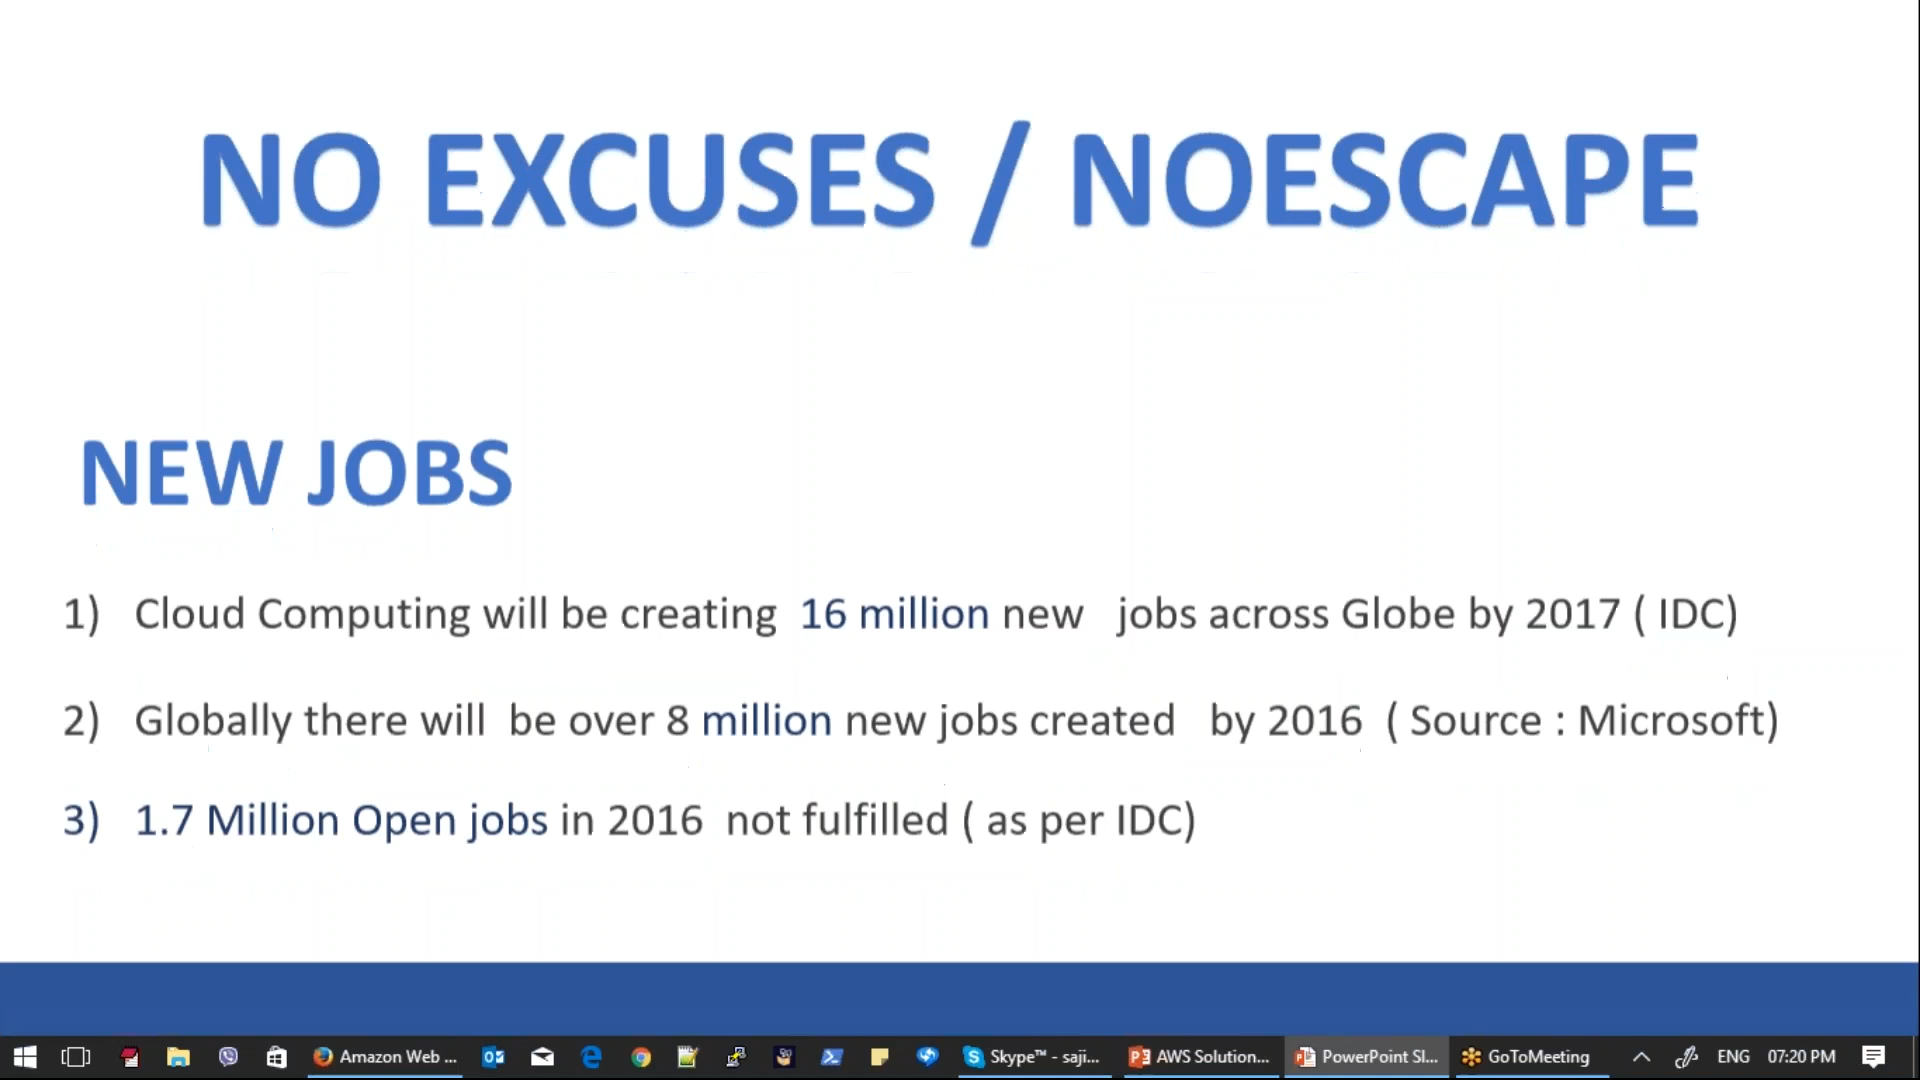 NO EXCUSES / NOESCAPE
NEW JOBS
1) Cloud Computing will be creating 16 million new jobs across Globe by 2017 ( IDC)
2) Globally there will be over 8 million new jobs created by 2016 ( Source : Microsoft)
3) 1.7 Million Open jobs in 2016 not fulfilled ( as per IDC)
Amazon Web ... Skype™ - saji... AWS Solution... PowerPoint Sl... GoToMeeting ENG 07:20 PM